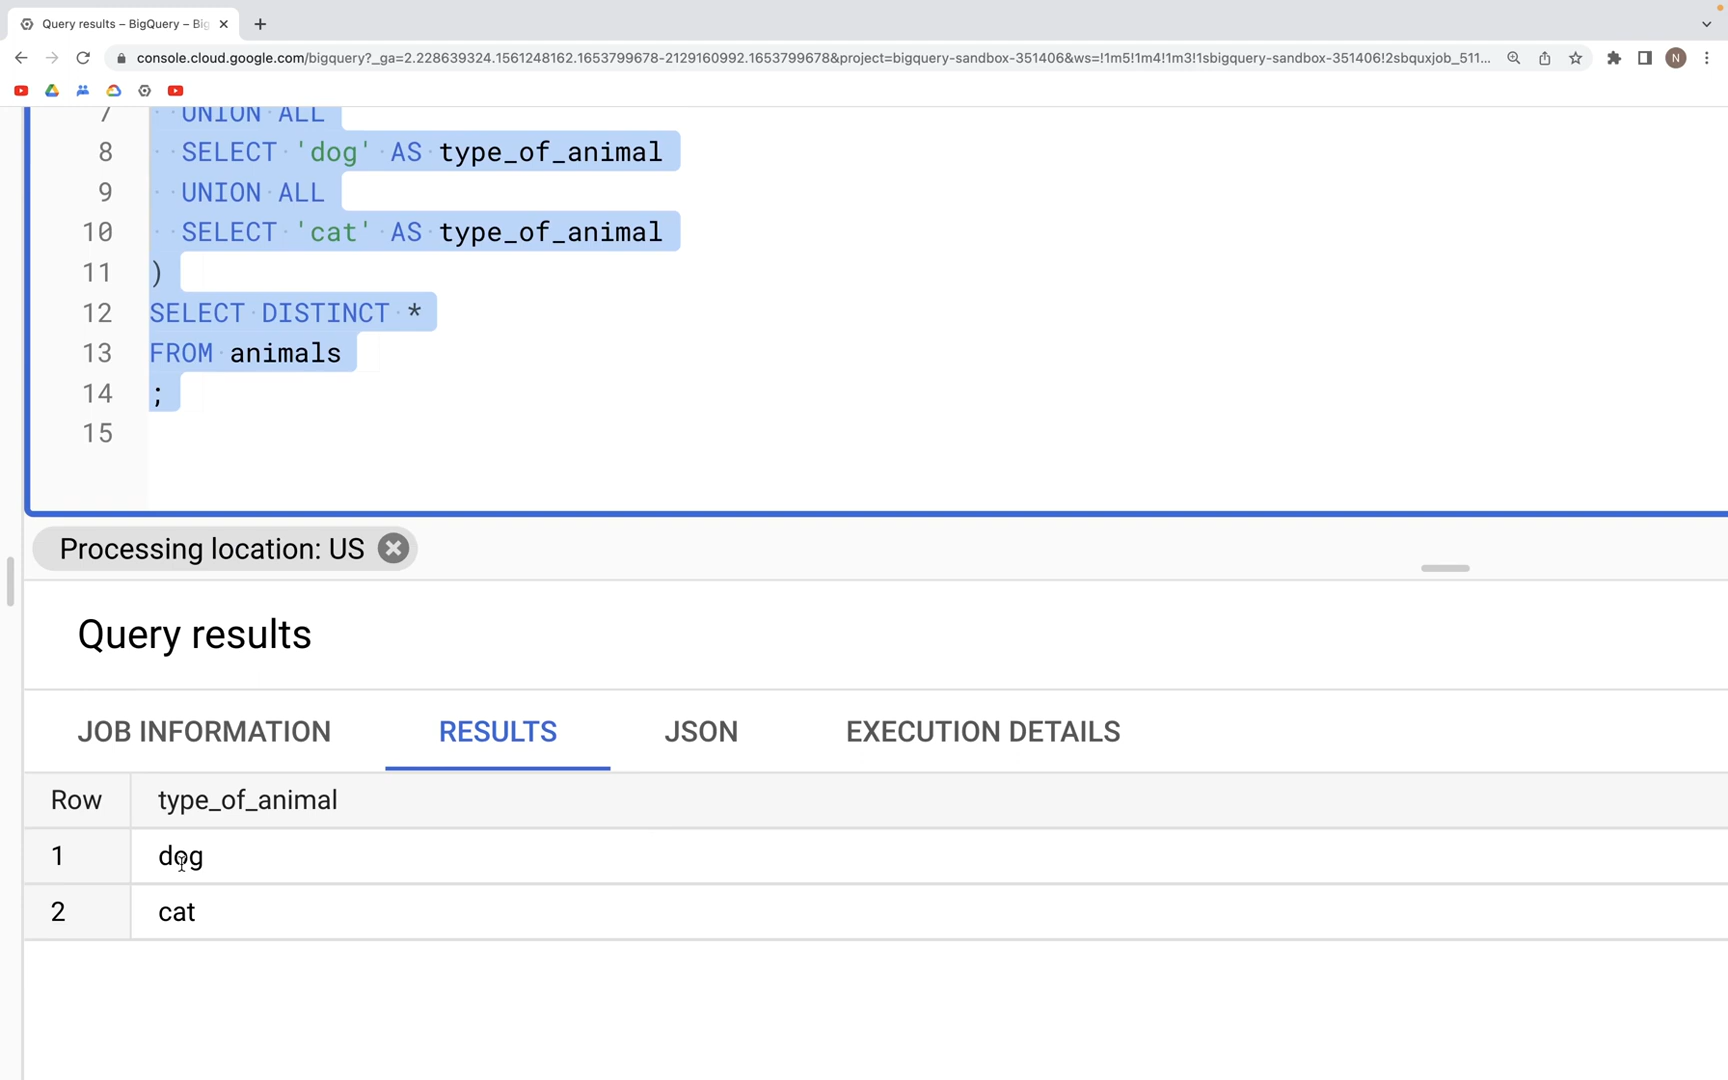 Query results – BigQuery – Big
console.cloud.google.com/bigquery?_ga=2.228639324.1561248162.1653799678-2129160992.1653799678&project=bigquery-sandbox-351406&ws=!1m5!1m4!1m3!1sbigquery-sandbox-351406!2sbquxjob_511...
N
7 UNION ALL
8 SELECT 'dog' AS type_of_animal
9 UNION ALL
10 SELECT 'cat' AS type_of_animal
11 )
12 SELECT DISTINCT *
13 FROM animals
14 ;
15
Processing location: US
Query results
JOB INFORMATION RESULTS JSON EXECUTION DETAILS
Row type_of_animal
1 dog
2 cat